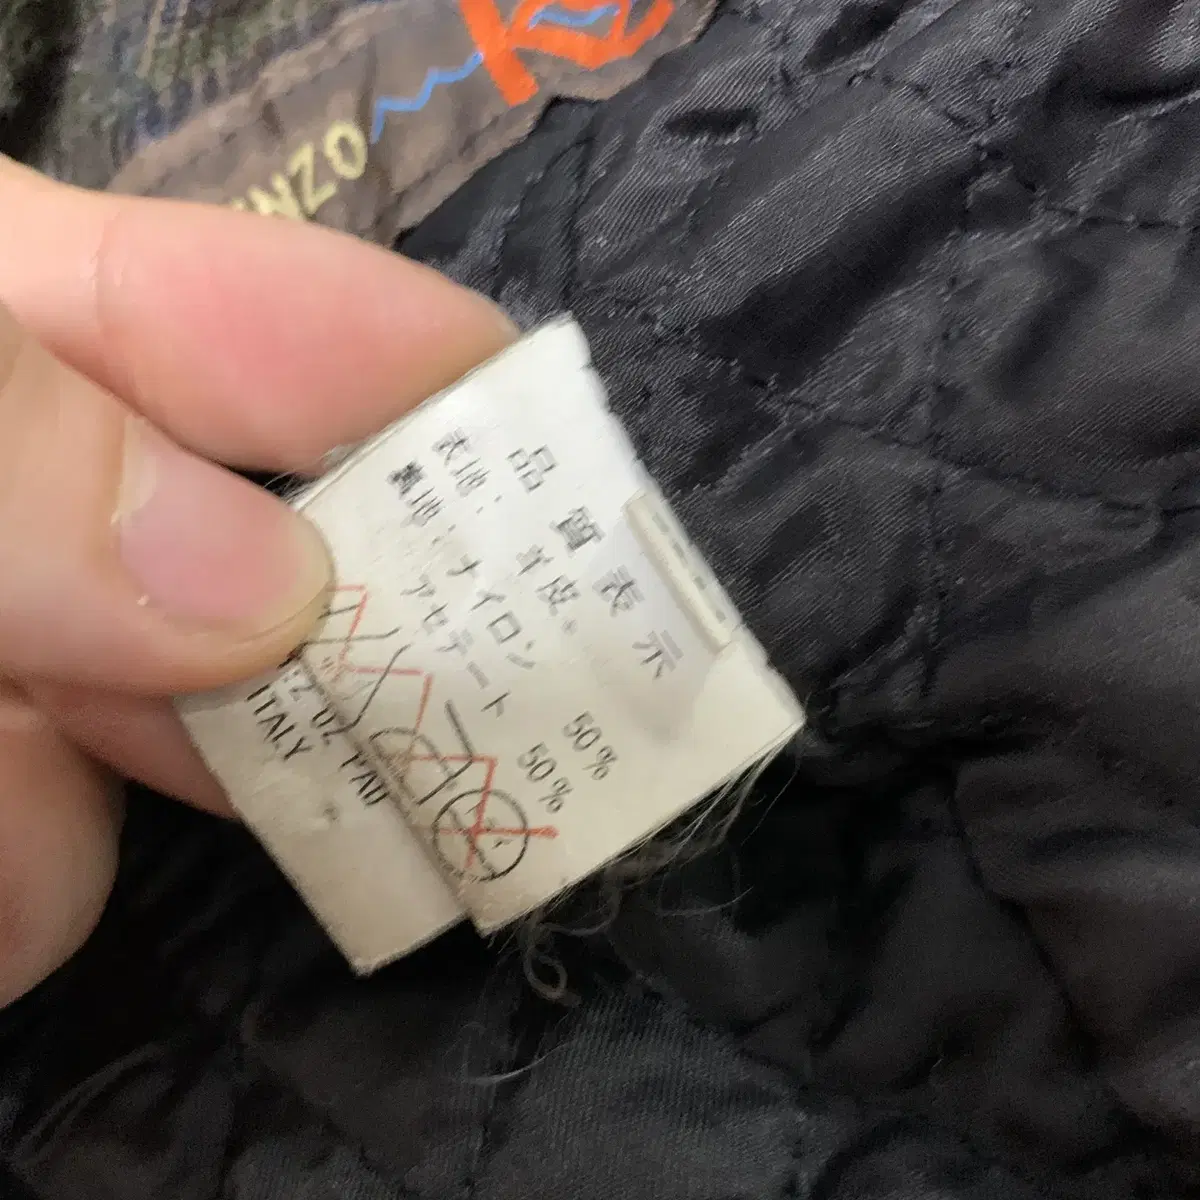 品質表示
表地: 羊皮。
裏地: ナイロン 50%
アセテート 50%
ITALY